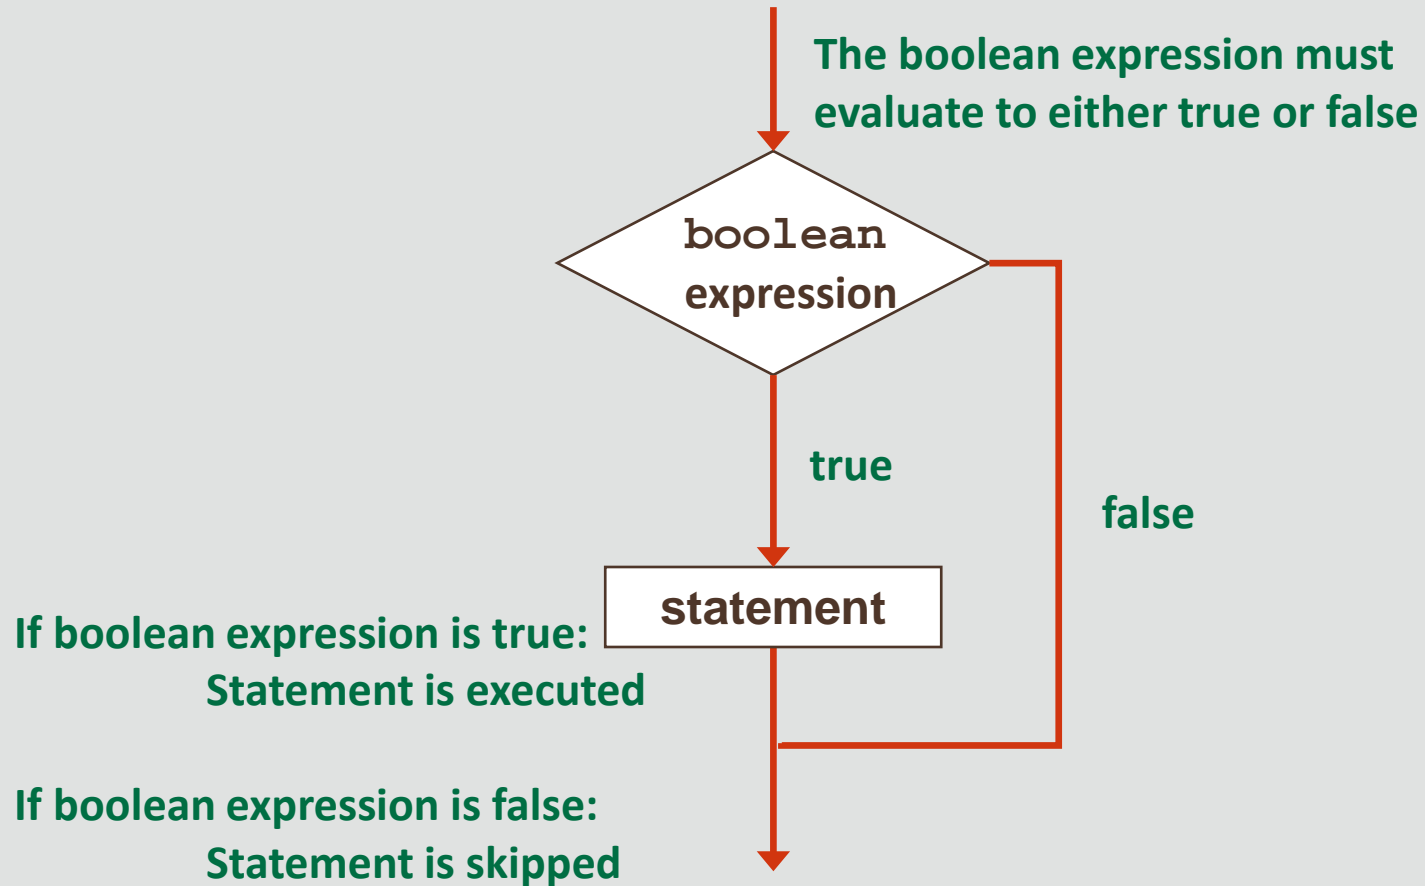 The boolean expression must
evaluate to either true or false
boolean
expression
true
false
statement
If boolean expression is true:
Statement is executed
If boolean expression is false:
Statement is skipped